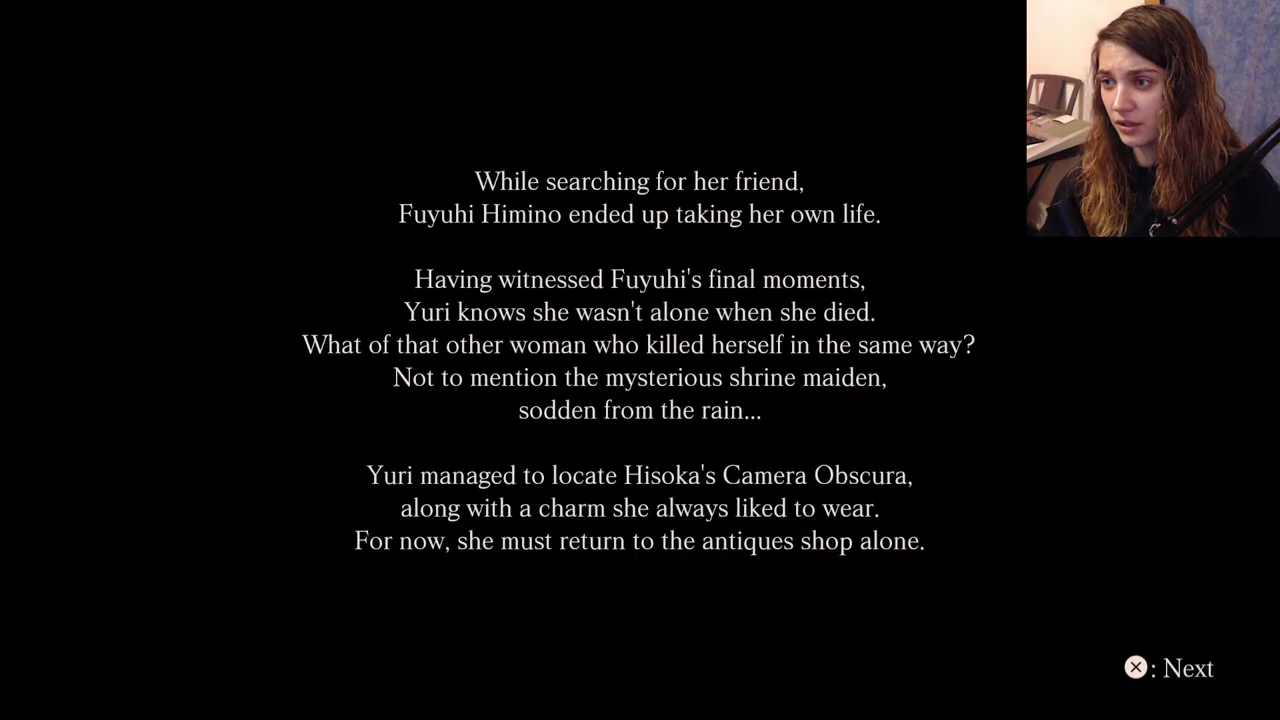 While searching for her friend,
Fuyuhi Himino ended up taking her own life.
Having witnessed Fuyuhi's final moments,
Yuri knows she wasn't alone when she died.
What of that other woman who killed herself in the same way?
Not to mention the mysterious shrine maiden,
sodden from the rain...
Yuri managed to locate Hisoka's Camera Obscura,
along with a charm she always liked to wear.
For now, she must return to the antiques shop alone.
: Next